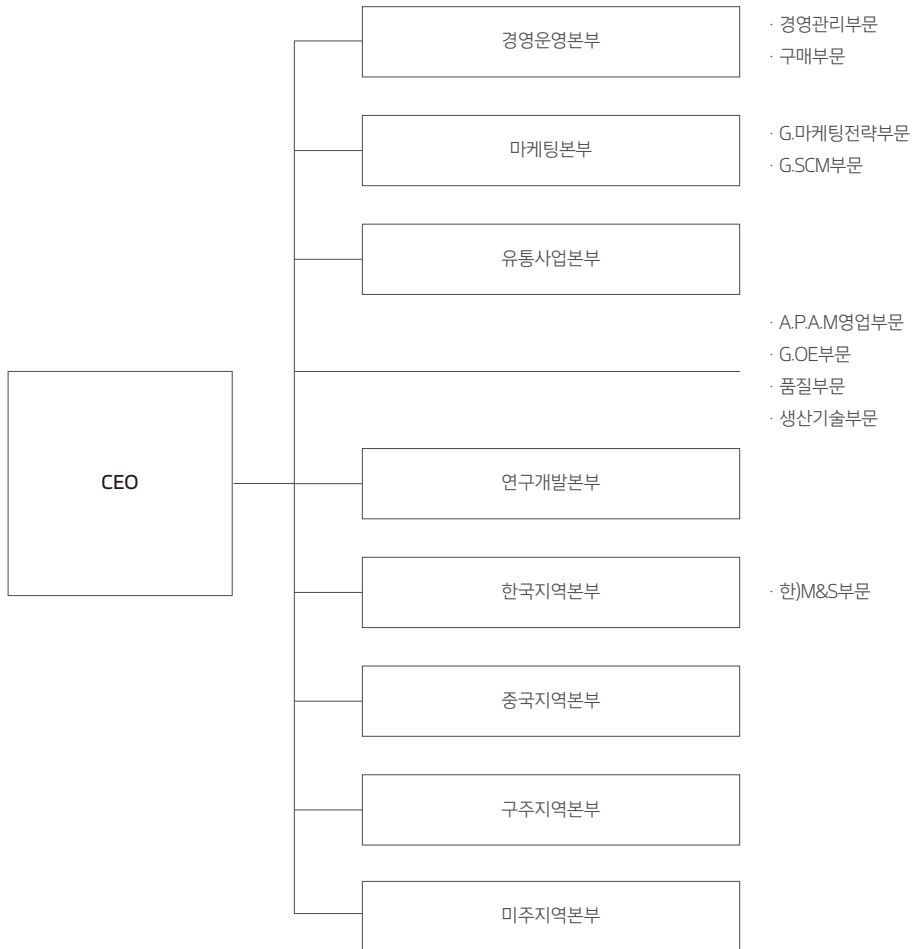 경영운영본부
· 경영관리부문
· 구매부문
마케팅본부
· G.마케팅전략부문
· G.SCM부문
유통사업본부
· A.P.A.M영업부문
· G.OE부문
· 품질부문
· 생산기술부문
CEO
연구개발본부
한국지역본부
· 한)M&S부문
중국지역본부
구주지역본부
미주지역본부